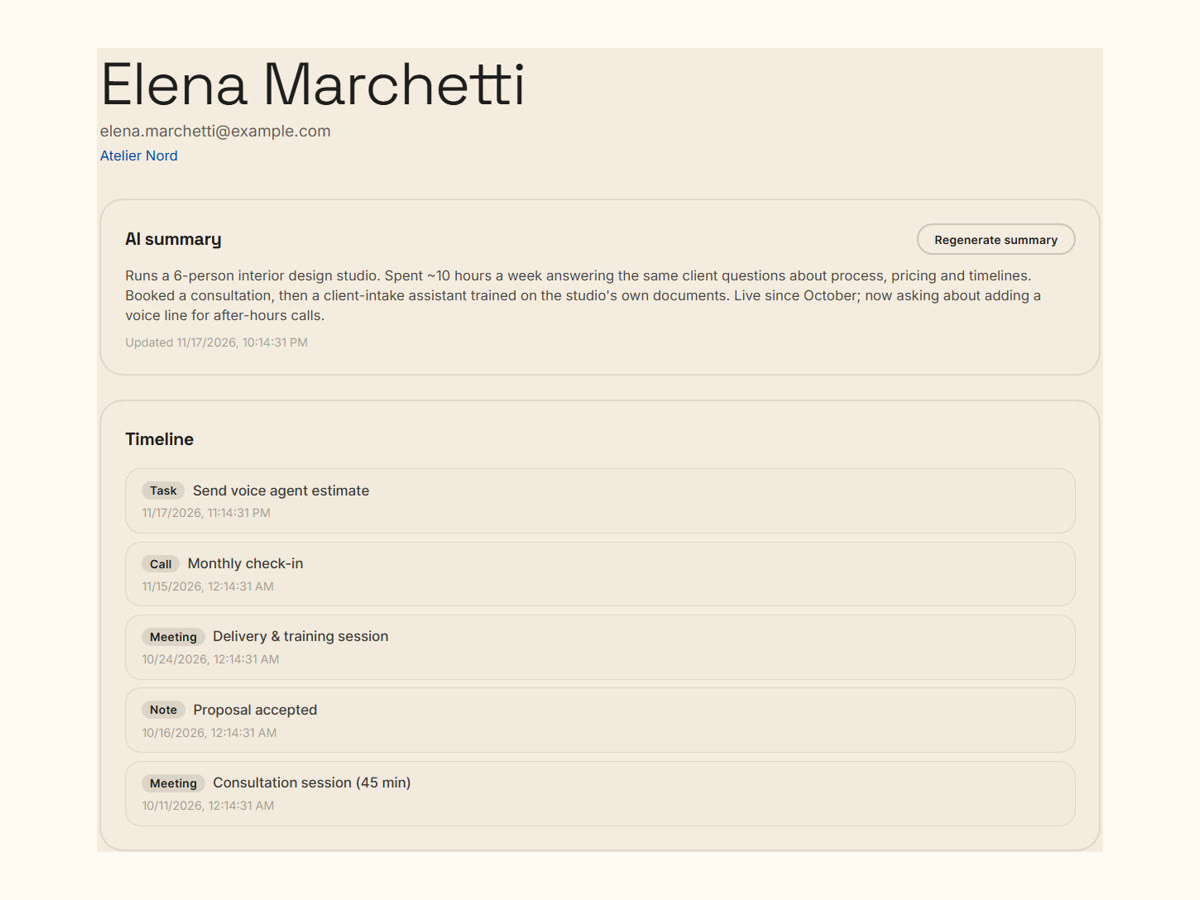 Elena Marchetti
elena.marchetti@example.com
Atelier Nord
AI summary
Regenerate summary
Runs a 6-person interior design studio. Spent ~10 hours a week answering the same client questions about process, pricing and timelines.
Booked a consultation, then a client-intake assistant trained on the studio's own documents. Live since October; now asking about adding a
voice line for after-hours calls.
Updated 11/17/2026, 10:14:31 PM
Timeline
Task Send voice agent estimate
11/17/2026, 11:14:31 PM
Call Monthly check-in
11/15/2026, 12:14:31 AM
Meeting Delivery & training session
10/24/2026, 12:14:31 AM
Note Proposal accepted
10/16/2026, 12:14:31 AM
Meeting Consultation session (45 min)
10/11/2026, 12:14:31 AM